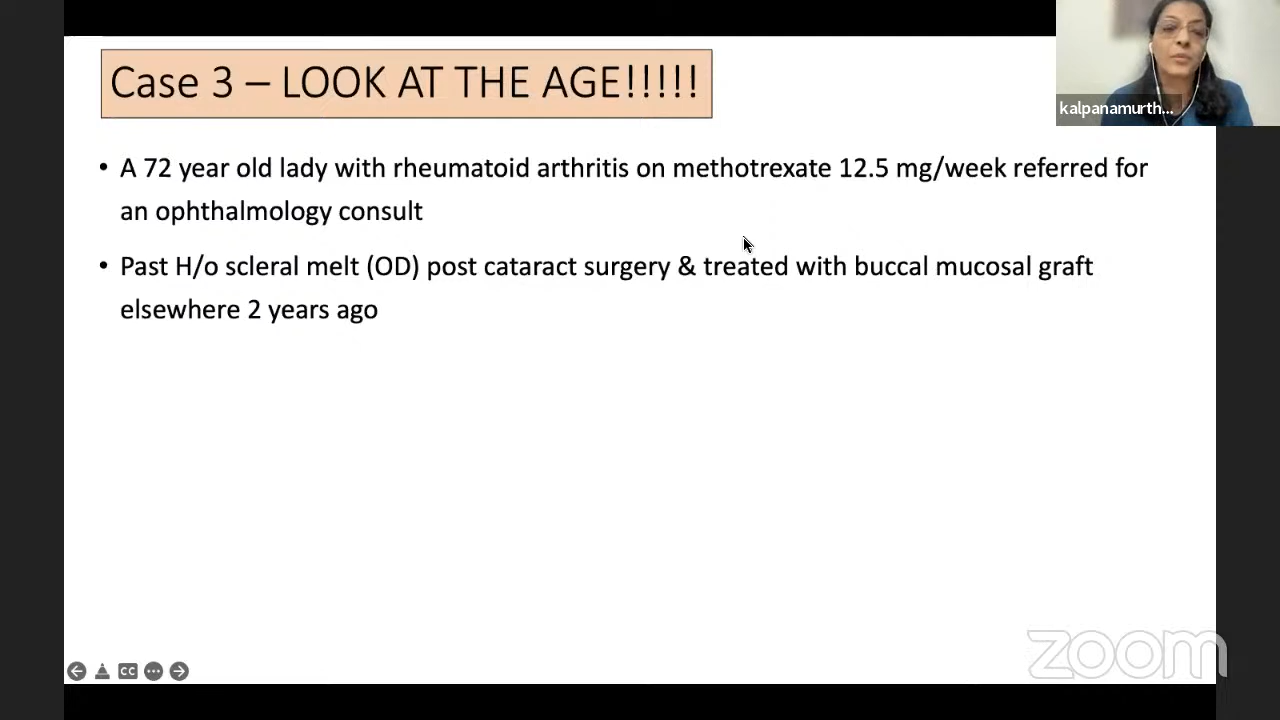 Case 3 – LOOK AT THE AGE!!!!!
kalpanamurth...
• A 72 year old lady with rheumatoid arthritis on methotrexate 12.5 mg/week referred for
an ophthalmology consult
• Past H/o scleral melt (OD) post cataract surgery & treated with buccal mucosal graft
elsewhere 2 years ago
CC
zoom